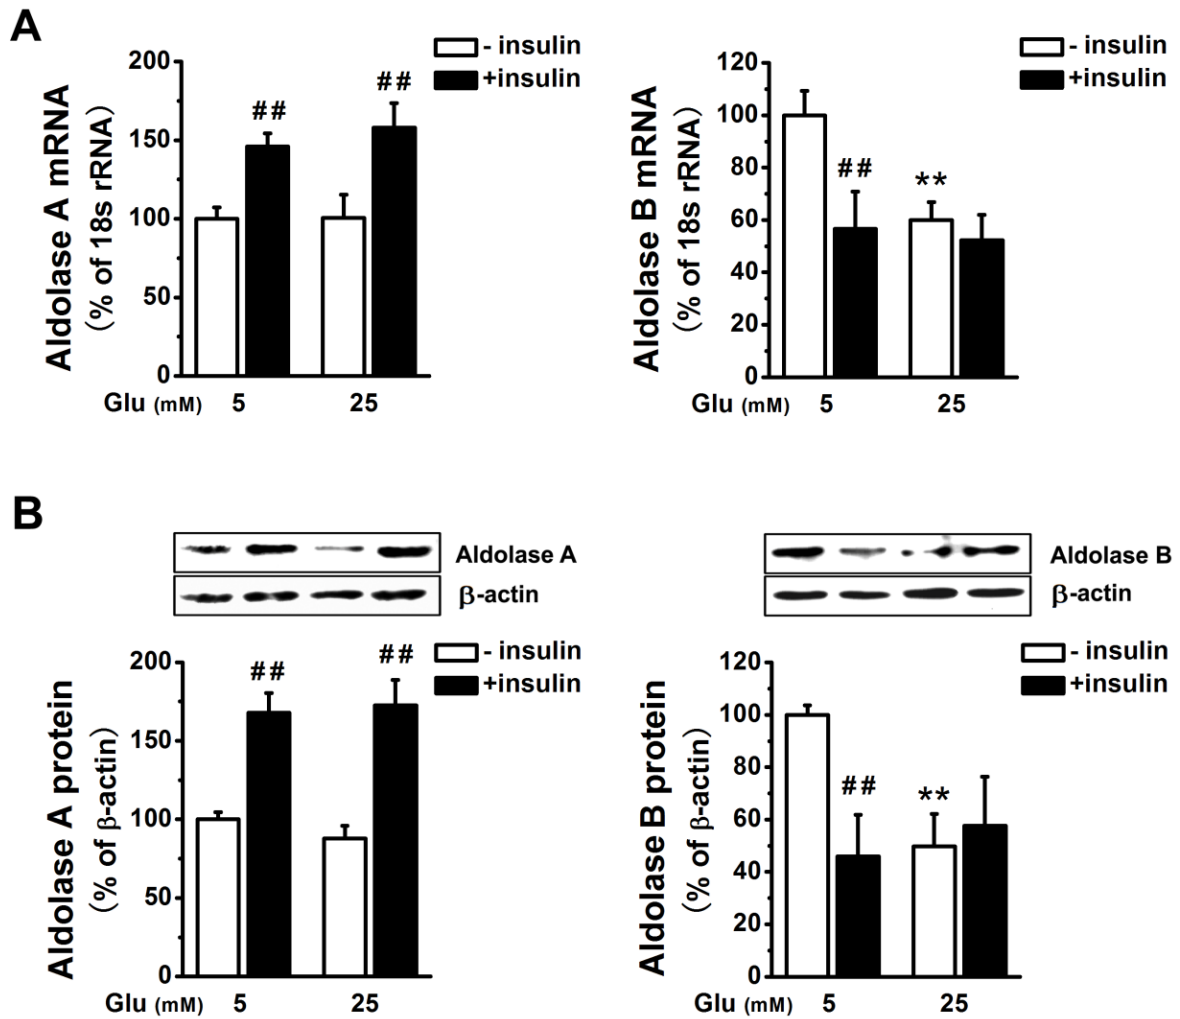 A
Aldolase A mRNA
(% of 18s rRNA)
200
150
100
50
0
- insulin
+insulin
##
##
Glu (mM) 5 25
Aldolase B mRNA
(% of 18s rRNA)
120
100
80
60
40
20
0
- insulin
+insulin
##
**
Glu (mM) 5 25
B
Aldolase A
β-actin
Aldolase A protein
(% of β-actin)
200
150
100
50
0
- insulin
+insulin
##
##
Glu (mM) 5 25
Aldolase B
β-actin
Aldolase B protein
(% of β-actin)
120
100
80
60
40
20
0
- insulin
+insulin
##
**
Glu (mM) 5 25